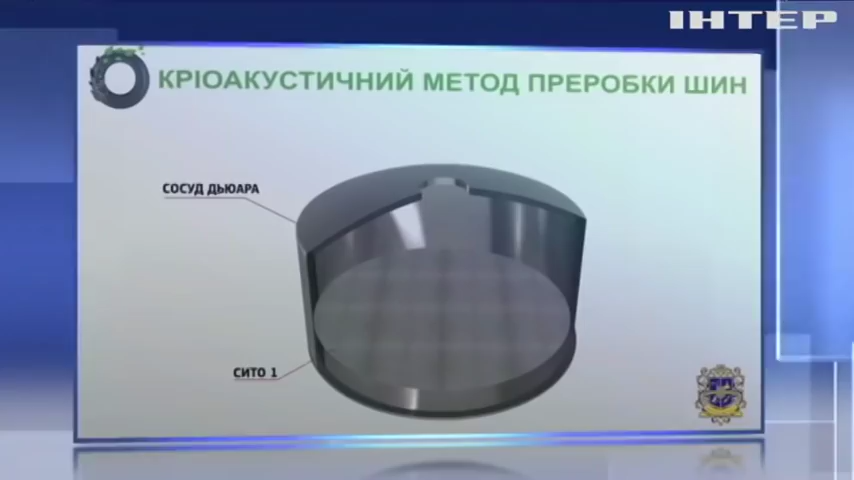 ІНТЕР
КРІОАКУСТИЧНИЙ МЕТОД ПРЕРОБКИ ШИН
СОСУД ДЬЮАРА
СИТО 1